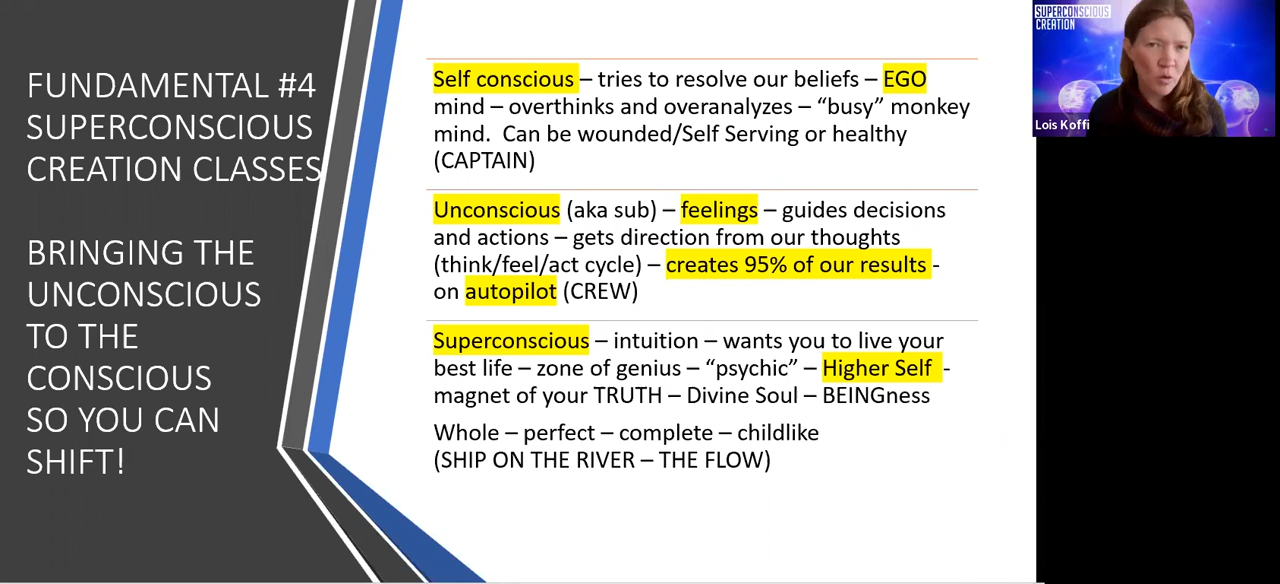 FUNDAMENTAL #4
SUPERCONSCIOUS
CREATION CLASSES
BRINGING THE
UNCONSCIOUS
TO THE
CONSCIOUS
SO YOU CAN
SHIFT!
Self conscious – tries to resolve our beliefs – EGO
mind – overthinks and overanalyzes – “busy” monkey
mind.  Can be wounded/Self Serving or healthy
(CAPTAIN)
Unconscious (aka sub) – feelings – guides decisions
and actions – gets direction from our thoughts
(think/feel/act cycle) – creates 95% of our results -
on autopilot (CREW)
Superconscious – intuition – wants you to live your
best life – zone of genius – “psychic” – Higher Self -
magnet of your TRUTH – Divine Soul – BEINGness
Whole – perfect – complete – childlike
(SHIP ON THE RIVER – THE FLOW)
SUPERCONSCIOUS
CREATION
Lois Koffi